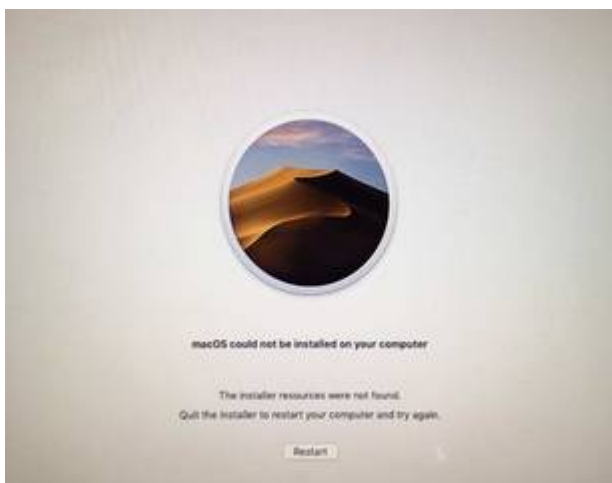 macOS could not be installed on your computer
The installer resources were not found.
Quit the installer to restart your computer and try again.
Restart